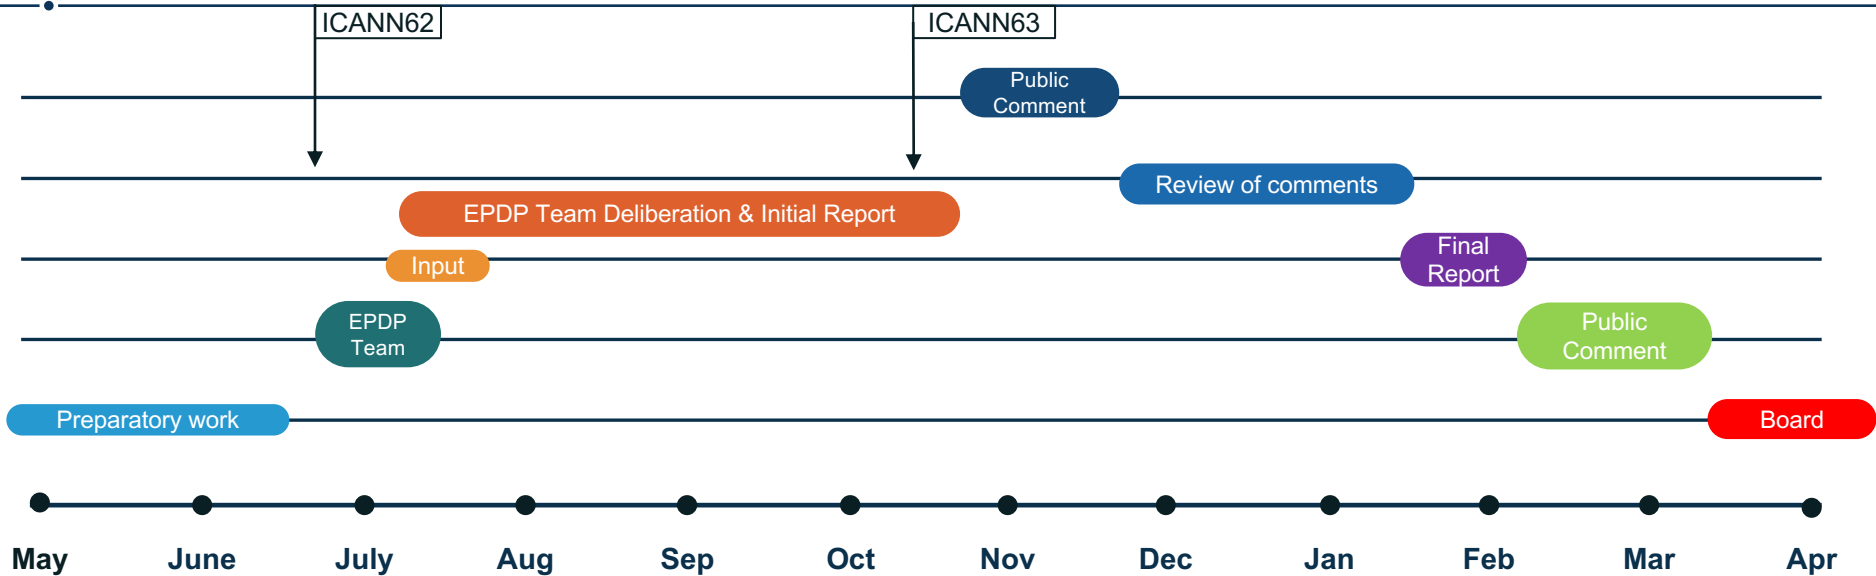 ICANN62
ICANN63
Public
Comment
Review of comments
EPDP Team Deliberation & Initial Report
Input
Final
Report
EPDP
Team
Public
Comment
Preparatory work
Board
May
June
July
Aug
Sep
Oct
Nov
Dec
Jan
Feb
Mar
Apr